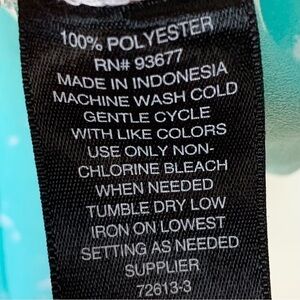 100% POLYESTER
RN# 93677
MADE IN INDONESIA
MACHINE WASH COLD
GENTLE CYCLE
WITH LIKE COLORS
USE ONLY NON-
CHLORINE BLEACH
WHEN NEEDED
TUMBLE DRY LOW
IRON ON LOWEST
SETTING AS NEEDED
SUPPLIER
72613-3